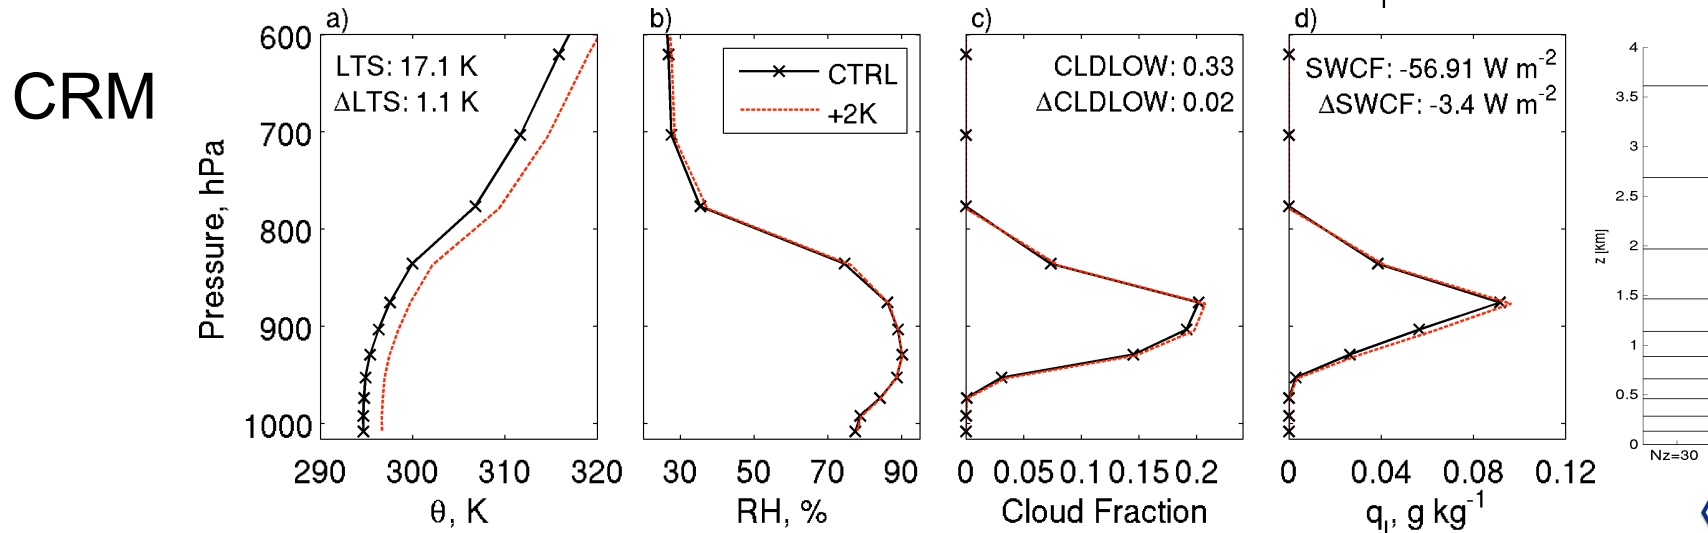 CRM
a)
LTS: 17.1 K
ΔLTS: 1.1 K
600
700
800
900
1000
Pressure, hPa
290 300 310 320
θ, K
b)
CTRL
+2K
30 50 70 90
RH, %
c)
CLDLOW: 0.33
ΔCLDLOW: 0.02
0 0.05 0.1 0.15 0.2
Cloud Fraction
d)
SWCF: -56.91 W m⁻²
ΔSWCF: -3.4 W m⁻²
0 0.04 0.08 0.12
qₗ, g kg⁻¹
4
3.5
3
2.5
2
1.5
1
0.5
0
z [km]
Nz=30